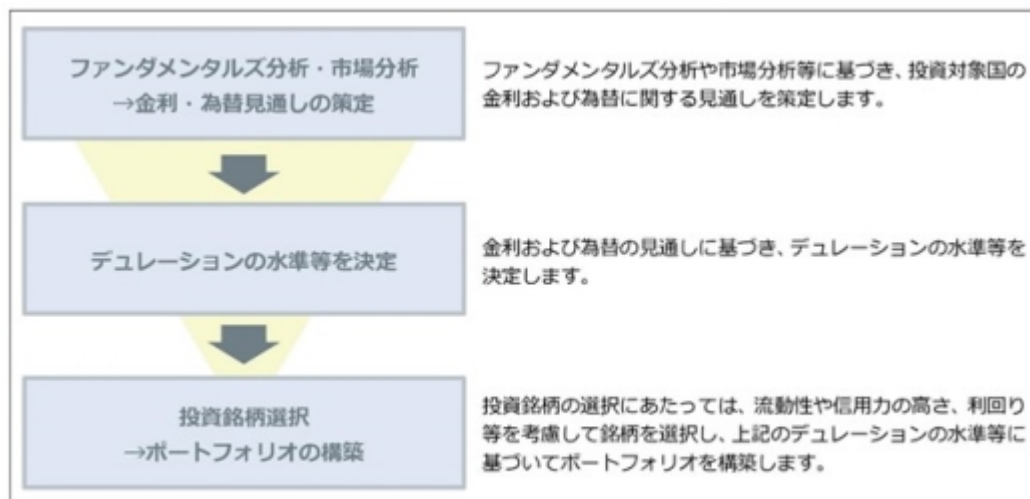 ファンダメンタルズ分析・市場分析
→金利・為替見通しの策定
ファンダメンタルズ分析や市場分析等に基づき、投資対象国の
金利および為替に関する見通しを策定します。
デュレーションの水準等を決定
金利および為替の見通しに基づき、デュレーションの水準等を
決定します。
投資銘柄選択
→ポートフォリオの構築
投資銘柄の選択にあたっては、流動性や信用力の高さ、利回り
等を考慮して銘柄を選択し、上記のデュレーションの水準等に
基づいてポートフォリオを構築します。